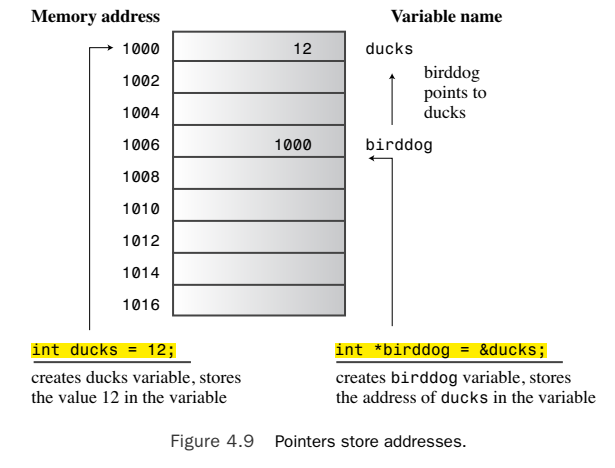 Memory address
Variable name
1000 12 ducks
1002
birddog
points to
ducks
1004
1006 1000 birddog
1008
1010
1012
1014
1016
int ducks = 12;
creates ducks variable, stores
the value 12 in the variable
int *birddog = &ducks;
creates birddog variable, stores
the address of ducks in the variable
Figure 4.9 Pointers store addresses.